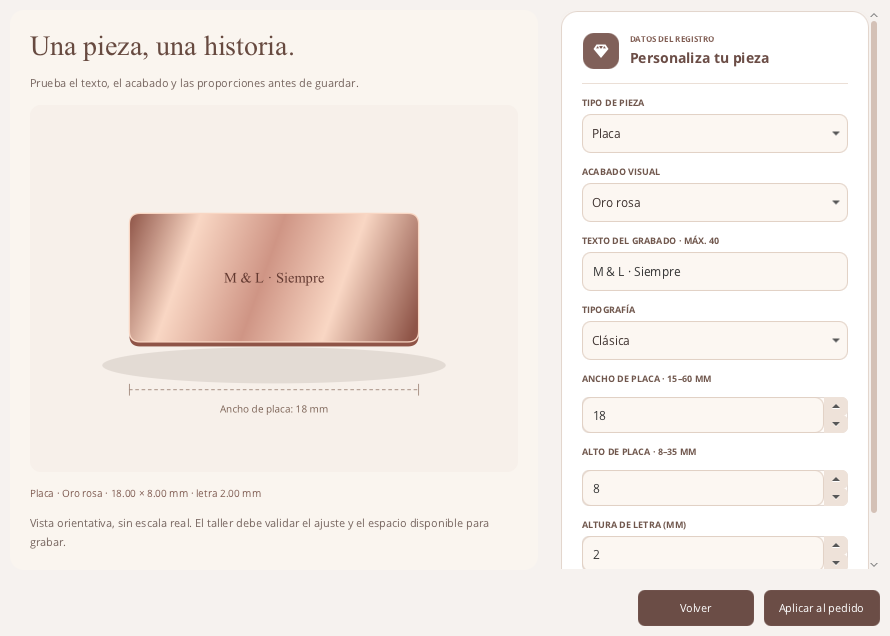 Una pieza, una historia.
Prueba el texto, el acabado y las proporciones antes de guardar.
M & L · Siempre
Ancho de placa: 18 mm
Placa · Oro rosa · 18.00 × 8.00 mm · letra 2.00 mm
Vista orientativa, sin escala real. El taller debe validar el ajuste y el espacio disponible para
grabar.
DATOS DEL REGISTRO
Personaliza tu pieza
TIPO DE PIEZA
Placa
ACABADO VISUAL
Oro rosa
TEXTO DEL GRABADO · MÁX. 40
M & L · Siempre
TIPOGRAFÍA
Clásica
ANCHO DE PLACA · 15–60 MM
18
ALTO DE PLACA · 8–35 MM
8
ALTURA DE LETRA (MM)
2
Volver
Aplicar al pedido